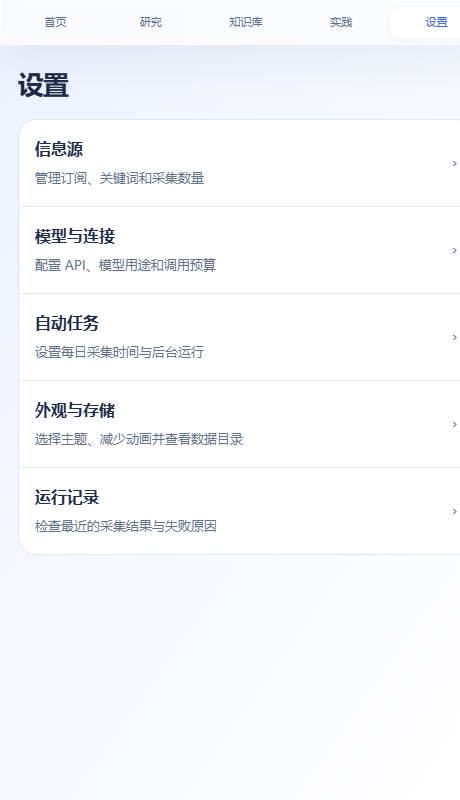 首页 研究 知识库 实践 设置
设置
信息源
管理订阅、关键词和采集数量
›
模型与连接
配置 API、模型用途和调用预算
›
自动任务
设置每日采集时间与后台运行
›
外观与存储
选择主题、减少动画并查看数据目录
›
运行记录
检查最近的采集结果与失败原因
›